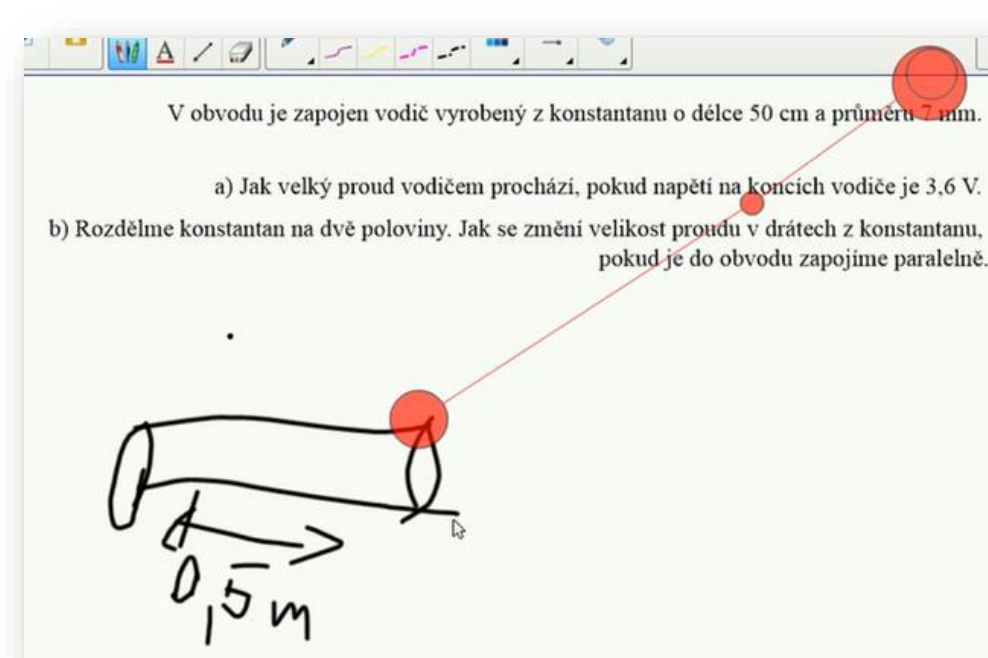 V obvodu je zapojen vodič vyrobený z konstantanu o délce 50 cm a průměru 7 mm.
a) Jak velký proud vodičem prochází, pokud napětí na koncích vodiče je 3,6 V.
b) Rozdělme konstantan na dvě poloviny. Jak se změní velikost proudu v drátech z konstantanu,
pokud je do obvodu zapojíme paralelně.
0,5 m